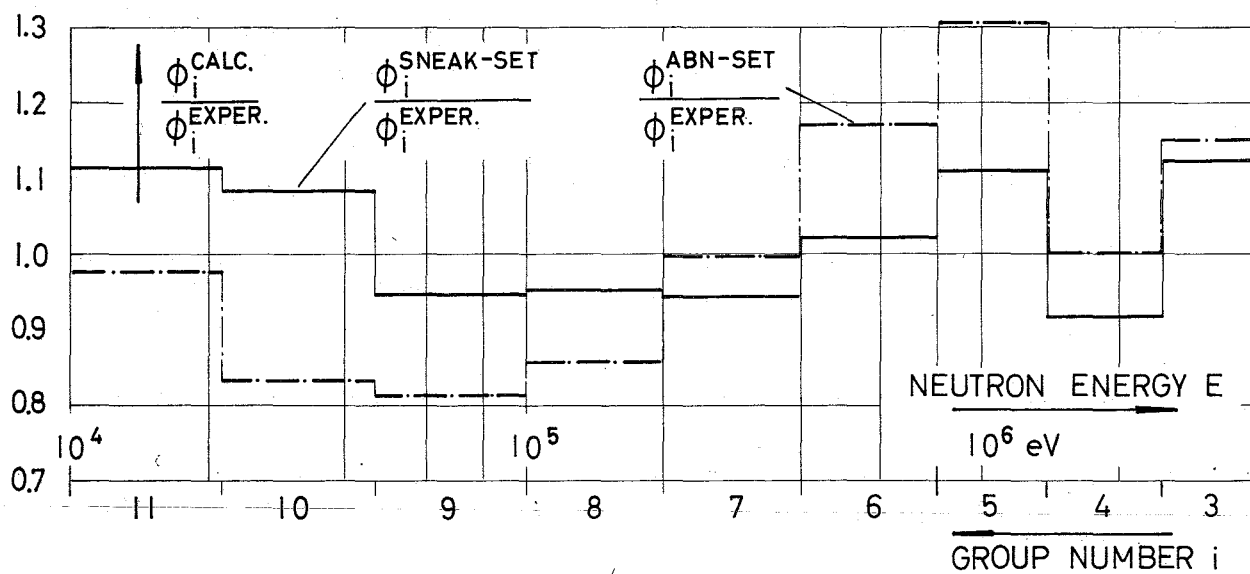 1.3
1.2
1.1
1.0
0.9
0.8
0.7
ϕi CALC.
ϕi EXPER.
ϕi SNEAK-SET
ϕi EXPER.
ϕi ABN-SET
ϕi EXPER.
NEUTRON ENERGY E
10⁴
10⁵
10⁶ eV
11 10 9 8 7 6 5 4 3
GROUP NUMBER i